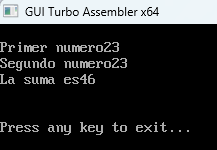 GUI Turbo Assembler x64
Primer numero23
Segundo numero23
La suma es46
Press any key to exit...